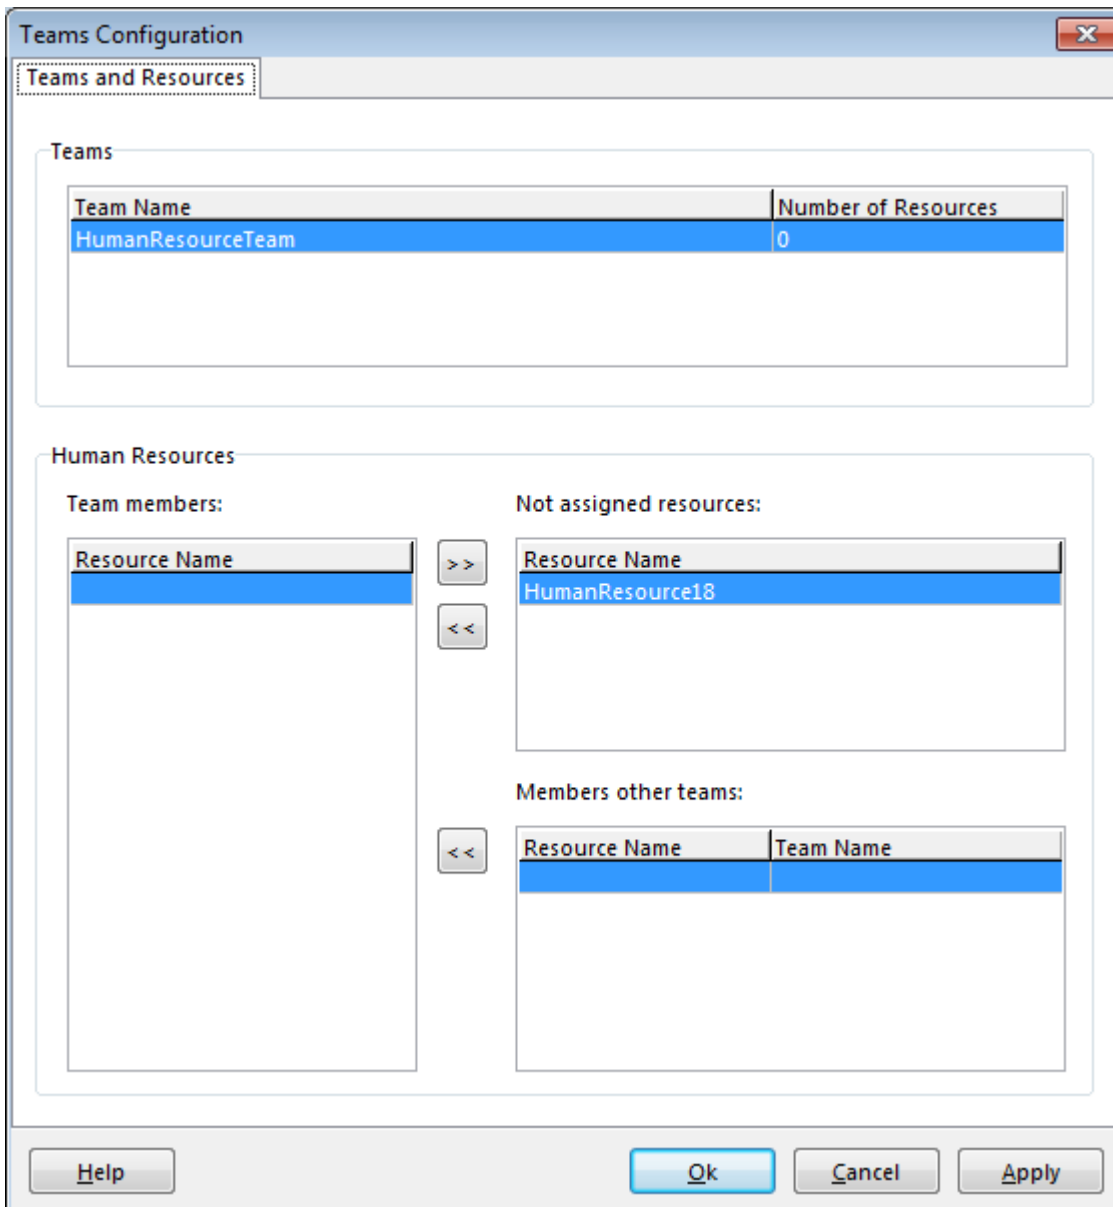 Teams Configuration
Teams and Resources
Teams
Team Name Number of Resources
HumanResourceTeam 0
Human Resources
Team members: Not assigned resources:
Resource Name >> Resource Name
HumanResource18
<<
Members other teams:
<< Resource Name Team Name
Help Ok Cancel Apply